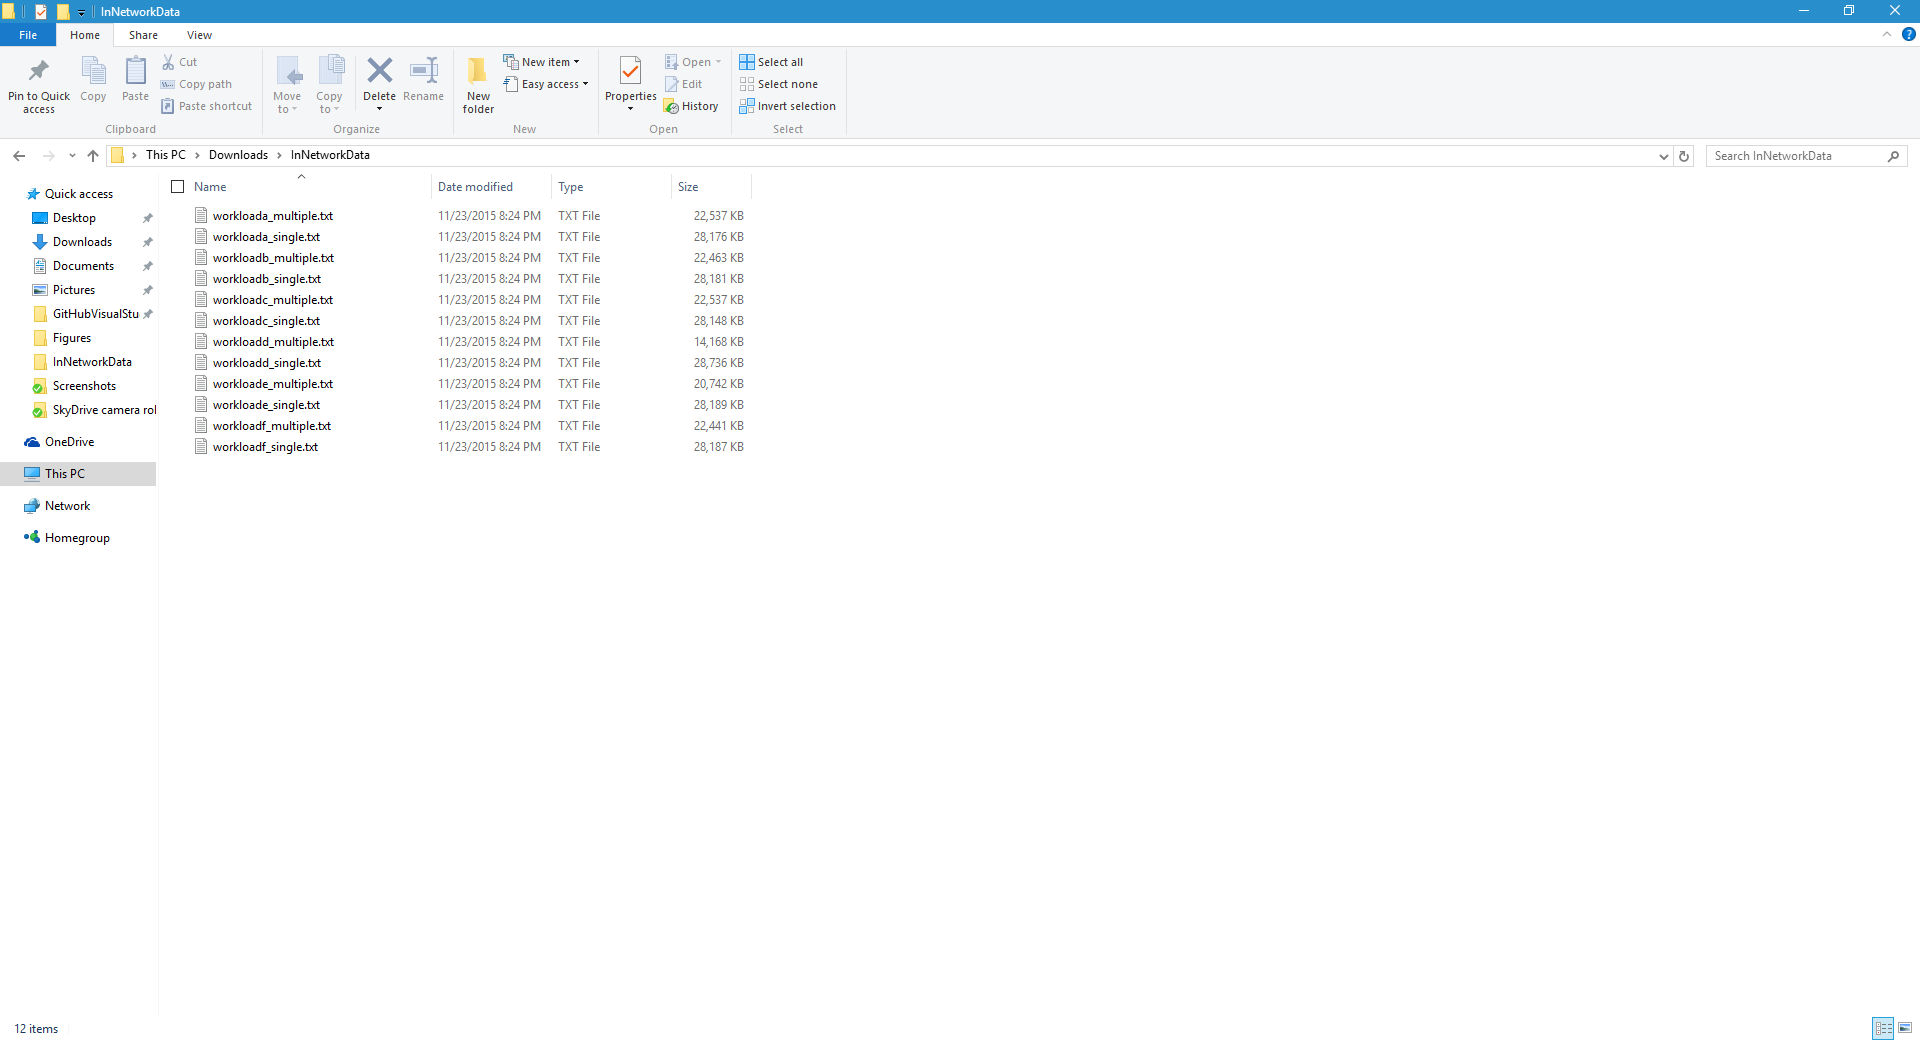 InNetworkData
File Home Share View
Pin to Quick access
Copy
Paste
Cut
Copy path
Paste shortcut
Clipboard
Move to
Copy to
Delete
Rename
Organize
New folder
New item
Easy access
New
Properties
Open
Edit
History
Open
Select all
Select none
Invert selection
Select
This PC > Downloads > InNetworkData
Search InNetworkData
Quick access
Desktop
Downloads
Documents
Pictures
GitHubVisualStu
Figures
InNetworkData
Screenshots
SkyDrive camera rol
OneDrive
This PC
Network
Homegroup
Name Date modified Type Size
workloada_multiple.txt 11/23/2015 8:24 PM TXT File 22,537 KB
workloada_single.txt 11/23/2015 8:24 PM TXT File 28,176 KB
workloadb_multiple.txt 11/23/2015 8:24 PM TXT File 22,463 KB
workloadb_single.txt 11/23/2015 8:24 PM TXT File 28,181 KB
workloadc_multiple.txt 11/23/2015 8:24 PM TXT File 22,537 KB
workloadc_single.txt 11/23/2015 8:24 PM TXT File 28,148 KB
workloadd_multiple.txt 11/23/2015 8:24 PM TXT File 14,168 KB
workloadd_single.txt 11/23/2015 8:24 PM TXT File 28,736 KB
workloade_multiple.txt 11/23/2015 8:24 PM TXT File 20,742 KB
workloade_single.txt 11/23/2015 8:24 PM TXT File 28,189 KB
workloadf_multiple.txt 11/23/2015 8:24 PM TXT File 22,441 KB
workloadf_single.txt 11/23/2015 8:24 PM TXT File 28,187 KB
12 items